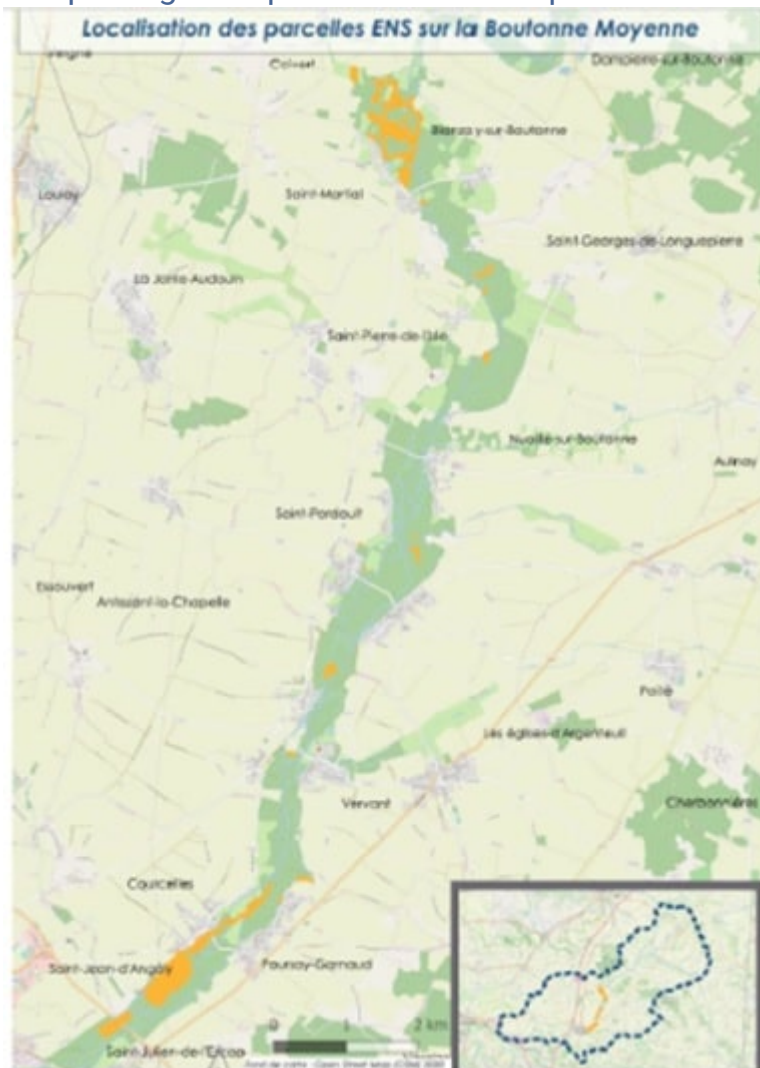 Localisation des parcelles ENS sur la Boutonne Moyenne
Dampierre-sur-Boutonne
Blanzay-sur-Boutonne
Loulay
Saint-Martial
Saint-Georges-de-Longuepierre
La Jarrie-Audouin
Saint-Pierre-de-l'Isle
Nuaillé-sur-Boutonne
Aulnay
Saint-Pardoult
Essouvert
Antezant-la-Chapelle
Paillé
Les églises-d'Argenteuil
Vervant
Cherbonnières
Courcelles
Saint-Jean-d'Angély
Poursay-Garnaud
0 1 2 km
Saint-Julien-de-l'Escap